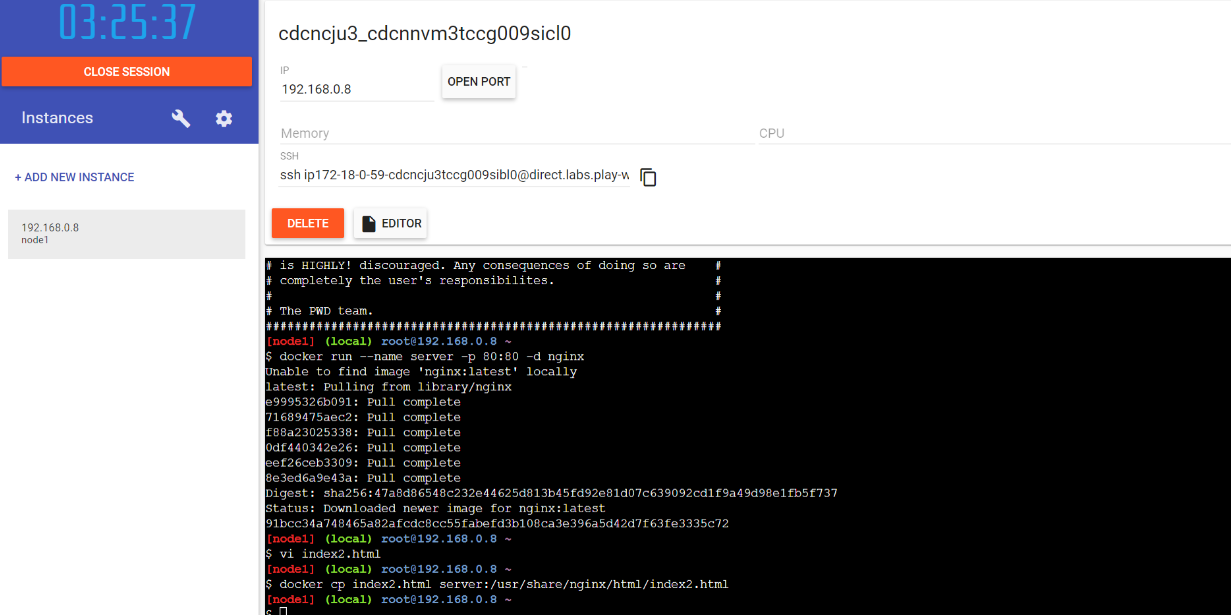 03:25:37
CLOSE SESSION
Instances
+ ADD NEW INSTANCE
192.168.0.8
node1
cdcncju3_cdcnnvm3tccg009sicl0
IP
192.168.0.8
OPEN PORT
Memory
CPU
SSH
ssh ip172-18-0-59-cdcncju3tccg009sibl0@direct.labs.play-w
DELETE
EDITOR
# is HIGHLY! discouraged. Any consequences of doing so are #
# completely the user's responsibilites. #
# #
# The PWD team. #
###############################################################
[node1] (local) root@192.168.0.8 ~
$ docker run --name server -p 80:80 -d nginx
Unable to find image 'nginx:latest' locally
latest: Pulling from library/nginx
e9995326b091: Pull complete
71689475aec2: Pull complete
f88a23025338: Pull complete
0df440342e26: Pull complete
eef26ceb3309: Pull complete
8e3ed6a9e43a: Pull complete
Digest: sha256:47a8d86548c232e44625d813b45fd92e81d07c639092cd1f9a49d98e1fb5f737
Status: Downloaded newer image for nginx:latest
91bcc34a748465a82afcdc8cc55fabefd3b108ca3e396a5d42d7f63fe3335c72
[node1] (local) root@192.168.0.8 ~
$ vi index2.html
[node1] (local) root@192.168.0.8 ~
$ docker cp index2.html server:/usr/share/nginx/html/index2.html
[node1] (local) root@192.168.0.8 ~
$